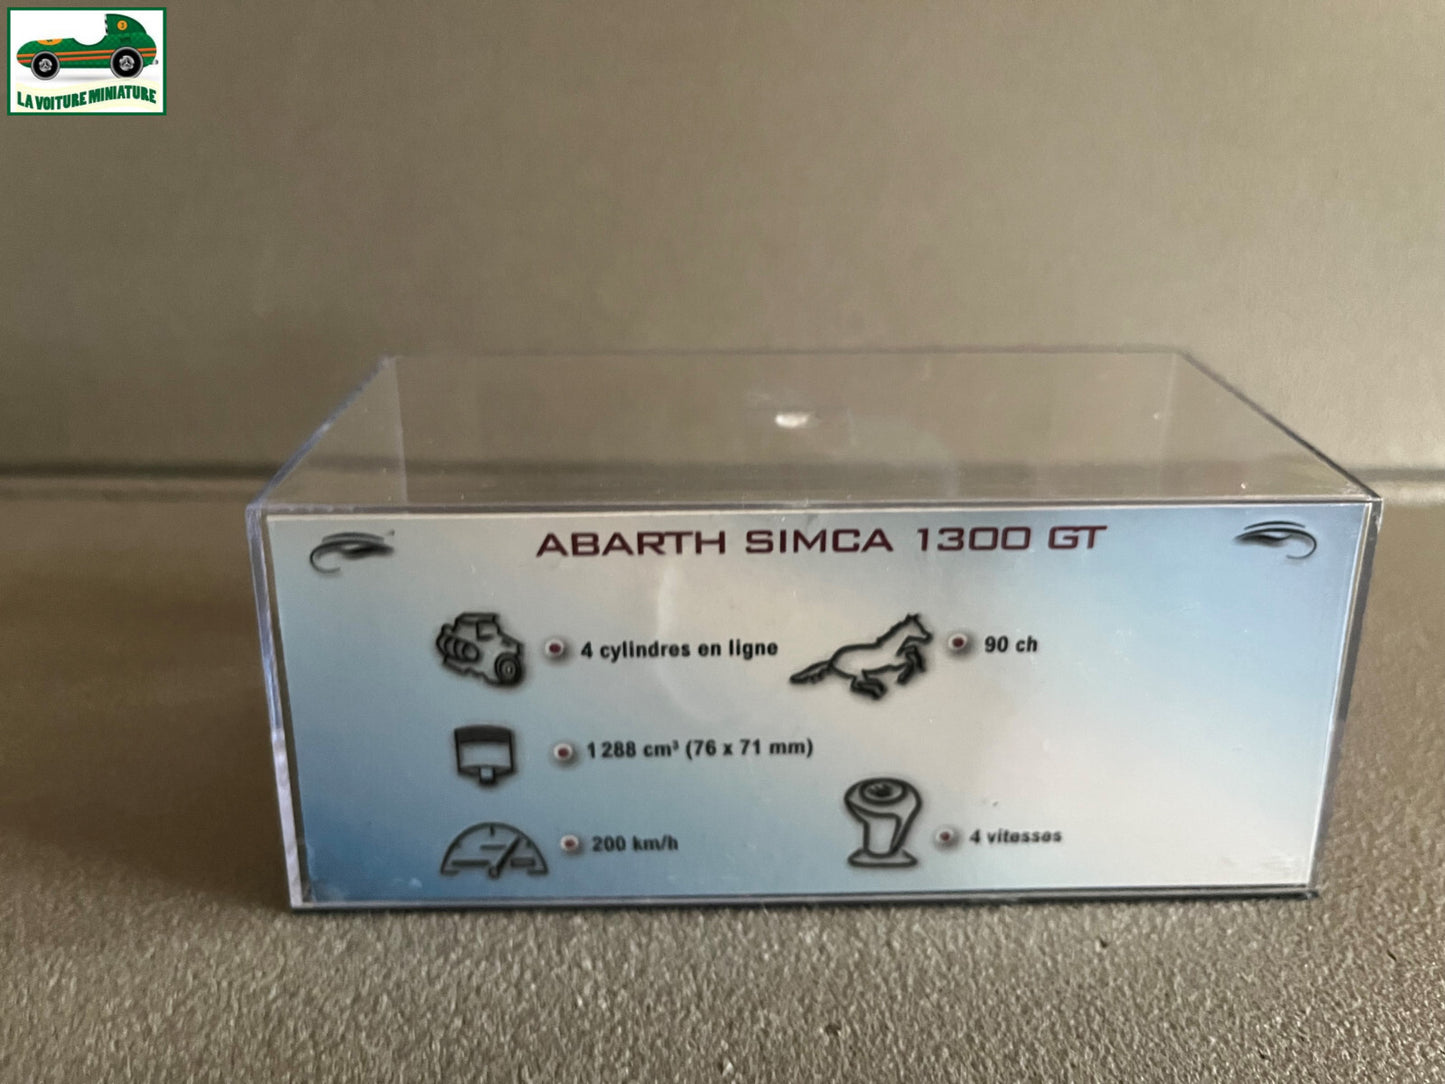 LA VOITURE MINIATURE
ABARTH SIMCA 1300 GT
4 cylindres en ligne
90 ch
1 288 cm³ (76 x 71 mm)
200 km/h
4 vitesses